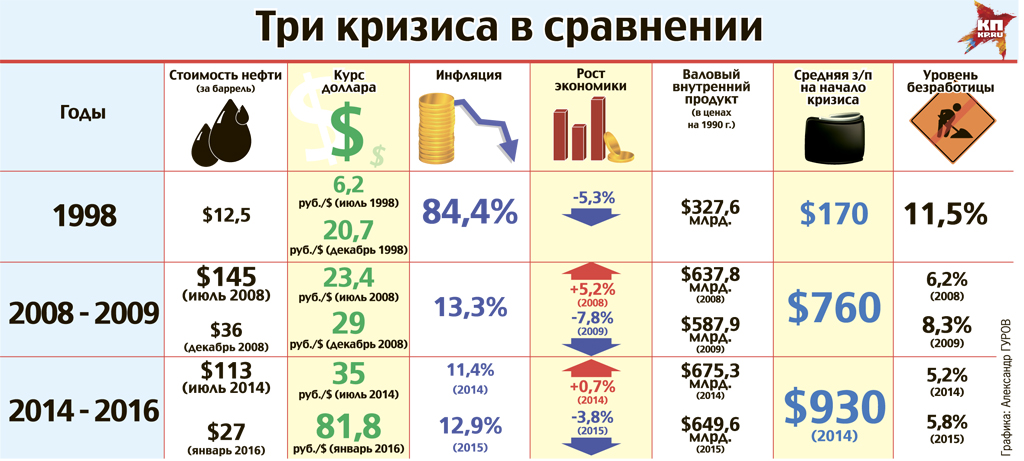 Три кризиса в сравнении
КП
KP.RU
Годы
Стоимость нефти
(за баррель)
Курс
доллара
Инфляция
Рост
экономики
Валовый
внутренний
продукт
(в ценах
на 1990 г.)
Средняя з/п
на начало
кризиса
Уровень
безработицы
$
$
$
1998
$12,5
6,2
руб./$ (июль 1998)
20,7
руб./$ (декабрь 1998)
84,4%
-5,3%
$327,6
млрд.
$170
11,5%
2008 - 2009
$145
(июль 2008)
$36
(декабрь 2008)
23,4
руб./$ (июль 2008)
29
руб./$ (декабрь 2008)
13,3%
+5,2%
(2008)
-7,8%
(2009)
$637,8
млрд.
(2008)
$587,9
млрд.
(2009)
$760
6,2%
(2008)
8,3%
(2009)
2014 - 2016
$113
(июль 2014)
$27
(январь 2016)
35
руб./$ (июль 2014)
81,8
руб./$ (январь 2016)
11,4%
(2014)
12,9%
(2015)
+0,7%
(2014)
-3,8%
(2015)
$675,3
млрд.
(2014)
$649,6
млрд.
(2015)
$930
(2014)
5,2%
(2014)
5,8%
(2015)
Графика: Александр ГУРОВ